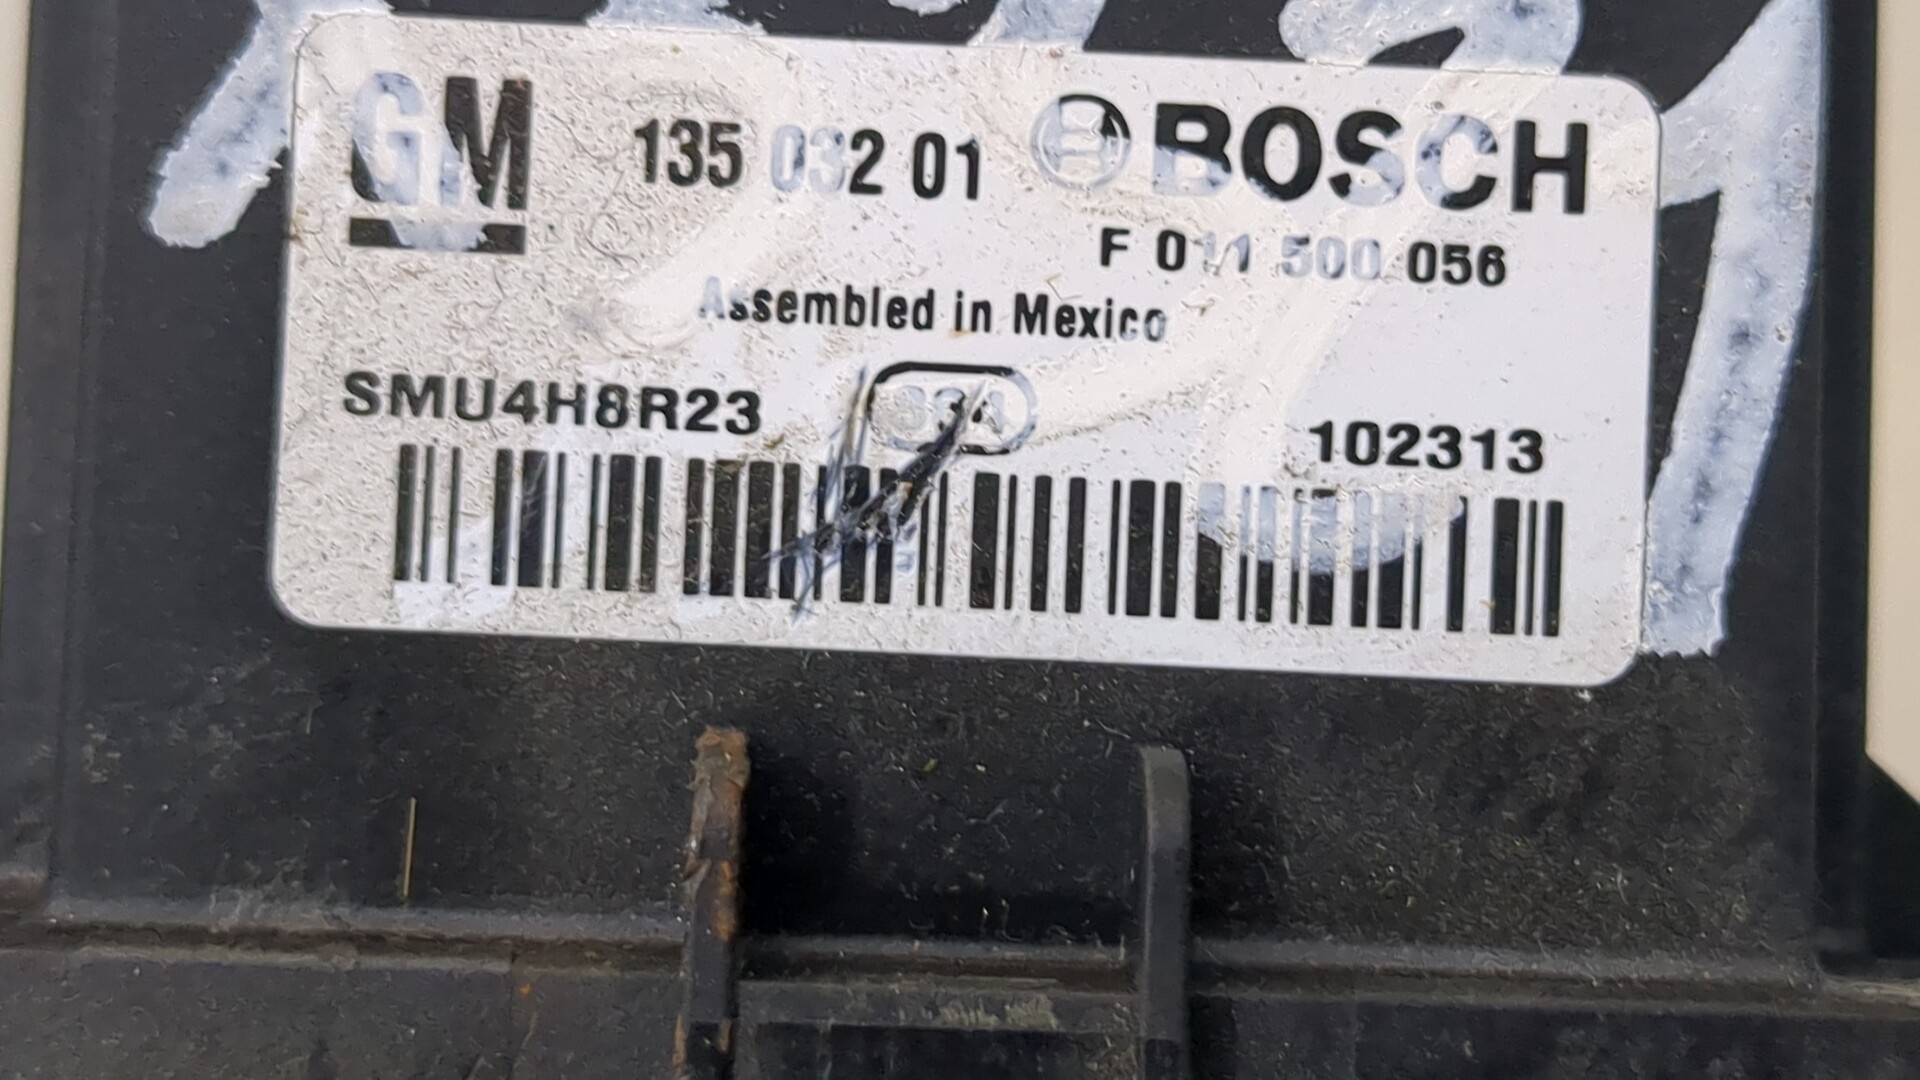 GM 135 032 01 BOSCH
F 011 500 056
Assembled in Mexico
SMU4H8R23 102313